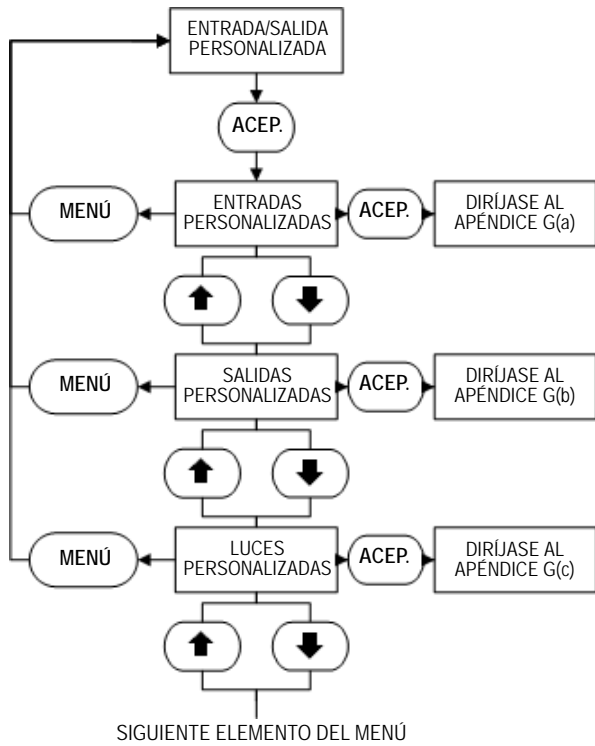 ENTRADA/SALIDA
PERSONALIZADA
ACEP.
MENÚ
ENTRADAS
PERSONALIZADAS
ACEP.
DIRÍJASE AL
APÉNDICE G(a)
MENÚ
SALIDAS
PERSONALIZADAS
ACEP.
DIRÍJASE AL
APÉNDICE G(b)
MENÚ
LUCES
PERSONALIZADAS
ACEP.
DIRÍJASE AL
APÉNDICE G(c)
SIGUIENTE ELEMENTO DEL MENÚ